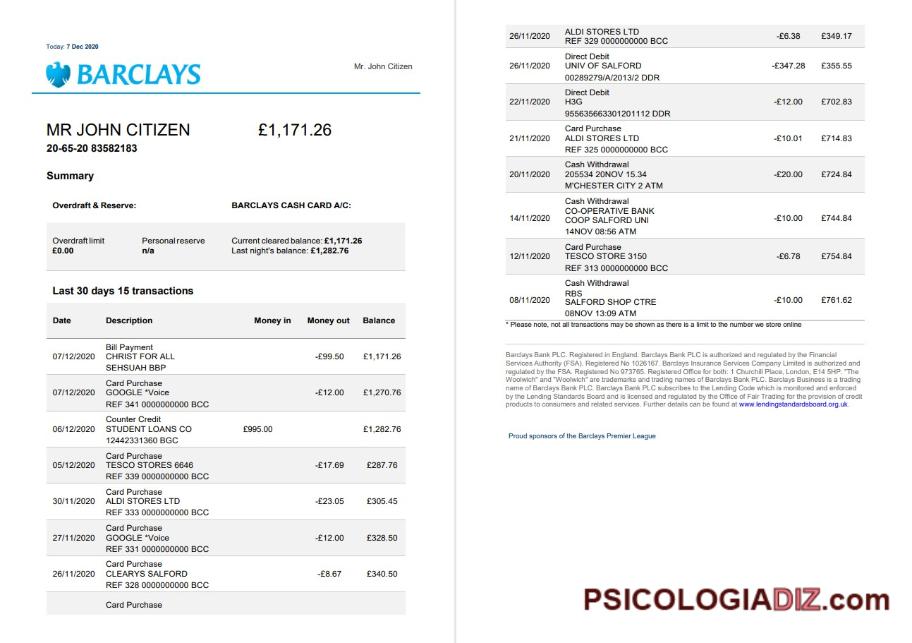 Today: 7 Dec 2020
BARCLAYS
Mr. John Citizen
MR JOHN CITIZEN £1,171.26
20-65-20 83582183
Summary
Overdraft & Reserve: BARCLAYS CASH CARD A/C:
Overdraft limit Personal reserve Current cleared balance: £1,171.26
£0.00 n/a Last night's balance: £1,282.76
Last 30 days 15 transactions
Date Description Money in Money out Balance
Bill Payment
07/12/2020 CHRIST FOR ALL -£99.50 £1,171.26
SEHSUAH BBP
Card Purchase
07/12/2020 GOOGLE *Voice -£12.00 £1,270.76
REF 341 0000000000 BCC
Counter Credit
06/12/2020 STUDENT LOANS CO £995.00 £1,282.76
12442331360 BGC
Card Purchase
05/12/2020 TESCO STORES 6646 -£17.69 £287.76
REF 339 0000000000 BCC
Card Purchase
30/11/2020 ALDI STORES LTD -£23.05 £305.45
REF 333 0000000000 BCC
Card Purchase
27/11/2020 GOOGLE *Voice -£12.00 £328.50
REF 331 0000000000 BCC
Card Purchase
26/11/2020 CLEARYS SALFORD -£8.67 £340.50
REF 328 0000000000 BCC
Card Purchase
26/11/2020 ALDI STORES LTD -£6.38 £349.17
REF 329 0000000000 BCC
Direct Debit
26/11/2020 UNIV OF SALFORD -£347.28 £355.55
00289279/A/2013/2 DDR
Direct Debit
22/11/2020 H3G -£12.00 £702.83
955635663301201112 DDR
Card Purchase
21/11/2020 ALDI STORES LTD -£10.01 £714.83
REF 325 0000000000 BCC
Cash Withdrawal
20/11/2020 205534 20NOV 15.34 -£20.00 £724.84
M'CHESTER CITY 2 ATM
Cash Withdrawal
CO-OPERATIVE BANK
14/11/2020 COOP SALFORD UNI -£10.00 £744.84
14NOV 08:56 ATM
Card Purchase
12/11/2020 TESCO STORE 3150 -£6.78 £754.84
REF 313 0000000000 BCC
Cash Withdrawal
RBS
08/11/2020 SALFORD SHOP CTRE -£10.00 £761.62
08NOV 13:09 ATM
* Please note, not all transactions may be shown as there is a limit to the number we store online
Barclays Bank PLC. Registered in England. Barclays Bank PLC is authorized and regulated by the Financial
Services Authority (FSA). Registered No 1026167. Barclays Insurance Services Company Limited is authorized and
regulated by the FSA. Registered No 973765. Registered Office for both: 1 Churchill Place, London, E14 5HP. "The
Woolwich" and "Woolwich" are trademarks and trading names of Barclays Bank PLC. Barclays Business is a trading
name of Barclays Bank PLC. Barclays Bank PLC subscribes to the Lending Code which is monitored and enforced
by the Lending Standards Board and is licensed and regulated by the Office of Fair Trading for the provision of credit
products to consumers and related services. Further details can be found at www.lendingstandardsboard.org.uk.
Proud sponsors of the Barclays Premier League
PSICOLOGIADIZ.com